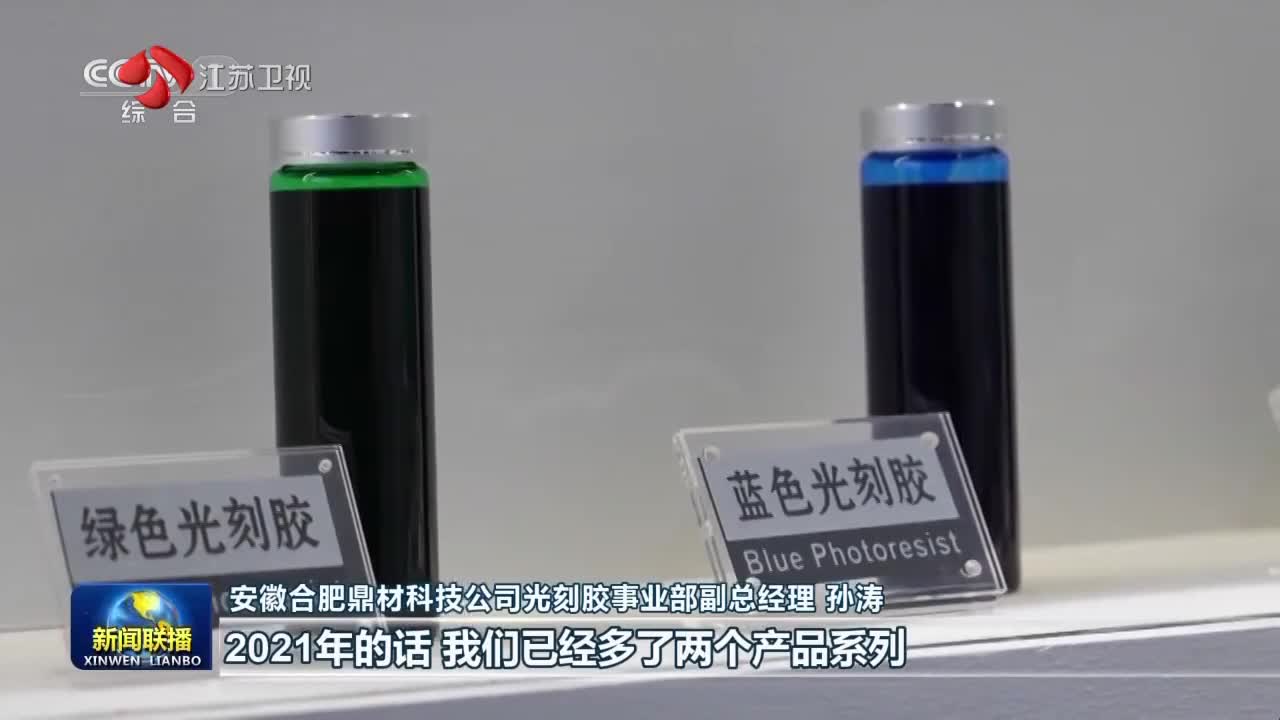 CCTV 江苏卫视
综合
绿色光刻胶
蓝色光刻胶
Blue Photoresist
安徽合肥鼎材科技公司光刻胶事业部副总经理 孙涛
新闻联播
XINWEN LIANBO
2021年的话 我们已经多了两个产品系列